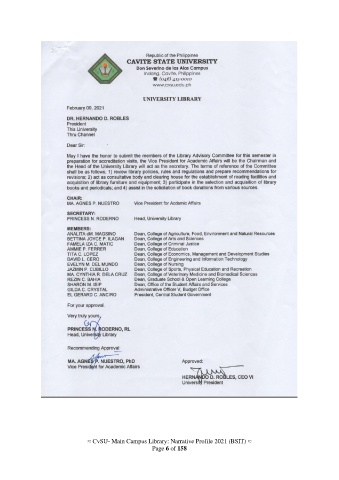 Republic of the Philippines
CAVITE STATE UNIVERSITY
Don Severino de las Alas Campus
Indang, Cavite, Philippines
www.cvsu.edu.ph
UNIVERSITY LIBRARY
February 09, 2021
DR. HERNANDO D. ROBLES
President
This University
Thru Channel
Dear Sir:
May I have the honor to submit the members of the Library Advisory Committee for this semester in
preparation for accreditation visits, the Vice President for Academic Affairs will be the Chairman and
the Head of the University Library will act as the secretary. The terms of reference of the Committee
shall be as follows: 1) review library policies, rules and regulations and prepare recommendations for
revisions; 2) act as consultative body and clearing house for the establishment of reading facilities and
acquisition of library furniture and equipment; 3) participate in the selection and acquisition of library
books and periodicals; and 4) assist in the solicitation of book donations from various sources.
CHAIR:
MA. AGNES P. NUESTRO Vice President for Academic Affairs
SECRETARY:
PRINCESS N. RODERNO Head, University Library
MEMBERS:
ANALITA dM. MAGSINO Dean, College of Agriculture, Food, Environment and Natural Resources
BETTINA JOYCE P. ILAGAN Dean, College of Arts and Sciences
FAMELA IZA C. MATIC Dean, College of Criminal Justice
AMMIE P. FERRER Dean, College of Education
TITA C. LOPEZ Dean, College of Economics, Management and Development Studies
DAVID L. CERO Dean, College of Engineering and Information Technology
EVELYN M. DEL MUNDO Dean, College of Nursing
JAZMIN P. CUBILLO Dean, College of Sports, Physical Education and Recreation
MA. CYNTHIA R. DELA CRUZ Dean, College of Veterinary Medicine and Biomedical Sciences
Dean, Graduate School & Open Learning College
SHARON M. ISIP Dean, Office of the Student Affairs and Services
GILDA C. CRYSTAL Administrative Officer V, Budget Office
EL GERARD C. ANCIRO President, Central Student Government
For your approval.
Very truly yours,
PRINCESS N. RODERNO, RL
Head, University Library
Recommending Approval:
MA. AGNES P. NUESTRO, PhD
Vice President for Academic Affairs
Approved:
HERNANDO D. ROBLES, CEO VI
University President
≈ CvSU- Main Campus Library: Narrative Profile 2021 (BSIT) ≈
Page 6 of 158